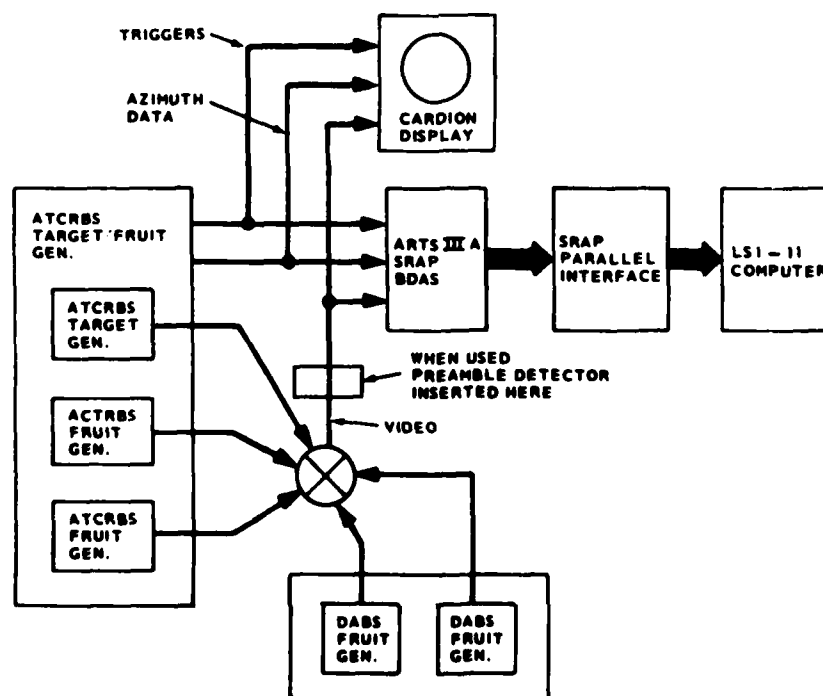 TRIGGERS
AZIMUTH
DATA
CARDION
DISPLAY
ATCRBS
TARGET/FRUIT
GEN.
ARTS III A
SRAP
BDAS
SRAP
PARALLEL
INTERFACE
LSI-11
COMPUTER
ATCRBS
TARGET
GEN.
WHEN USED
PREAMBLE DETECTOR
INSERTED HERE
VIDEO
ACTRBS
FRUIT
GEN.
ATCRBS
FRUIT
GEN.
DABS
FRUIT
GEN.
DABS
FRUIT
GEN.